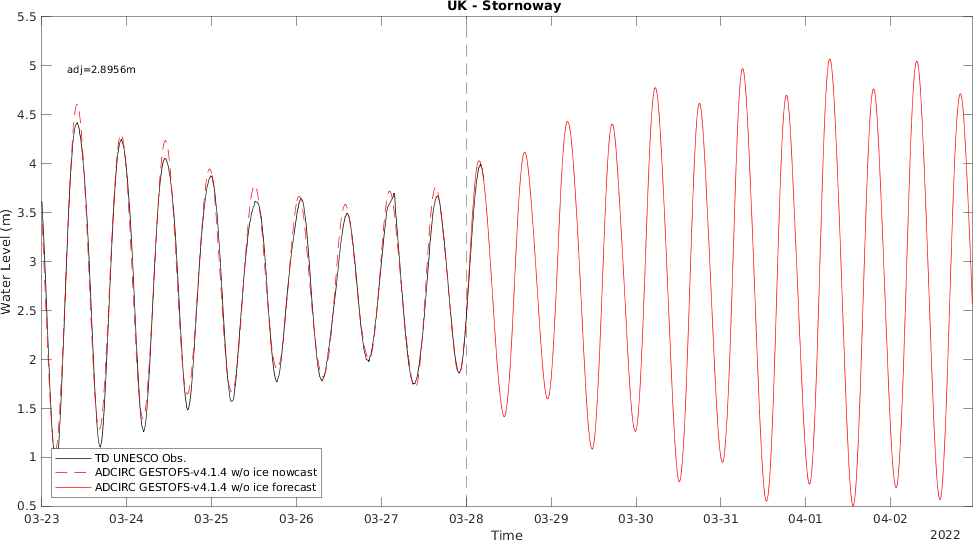 UK - Stornoway
adj=2.8956m
5.5
5
4.5
4
3.5
3
2.5
2
1.5
1
0.5
Water Level (m)
TD UNESCO Obs.
ADCIRC GESTOFS-v4.1.4 w/o ice nowcast
ADCIRC GESTOFS-v4.1.4 w/o ice forecast
03-23 03-24 03-25 03-26 03-27 03-28 03-29 03-30 03-31 04-01 04-02
Time
2022